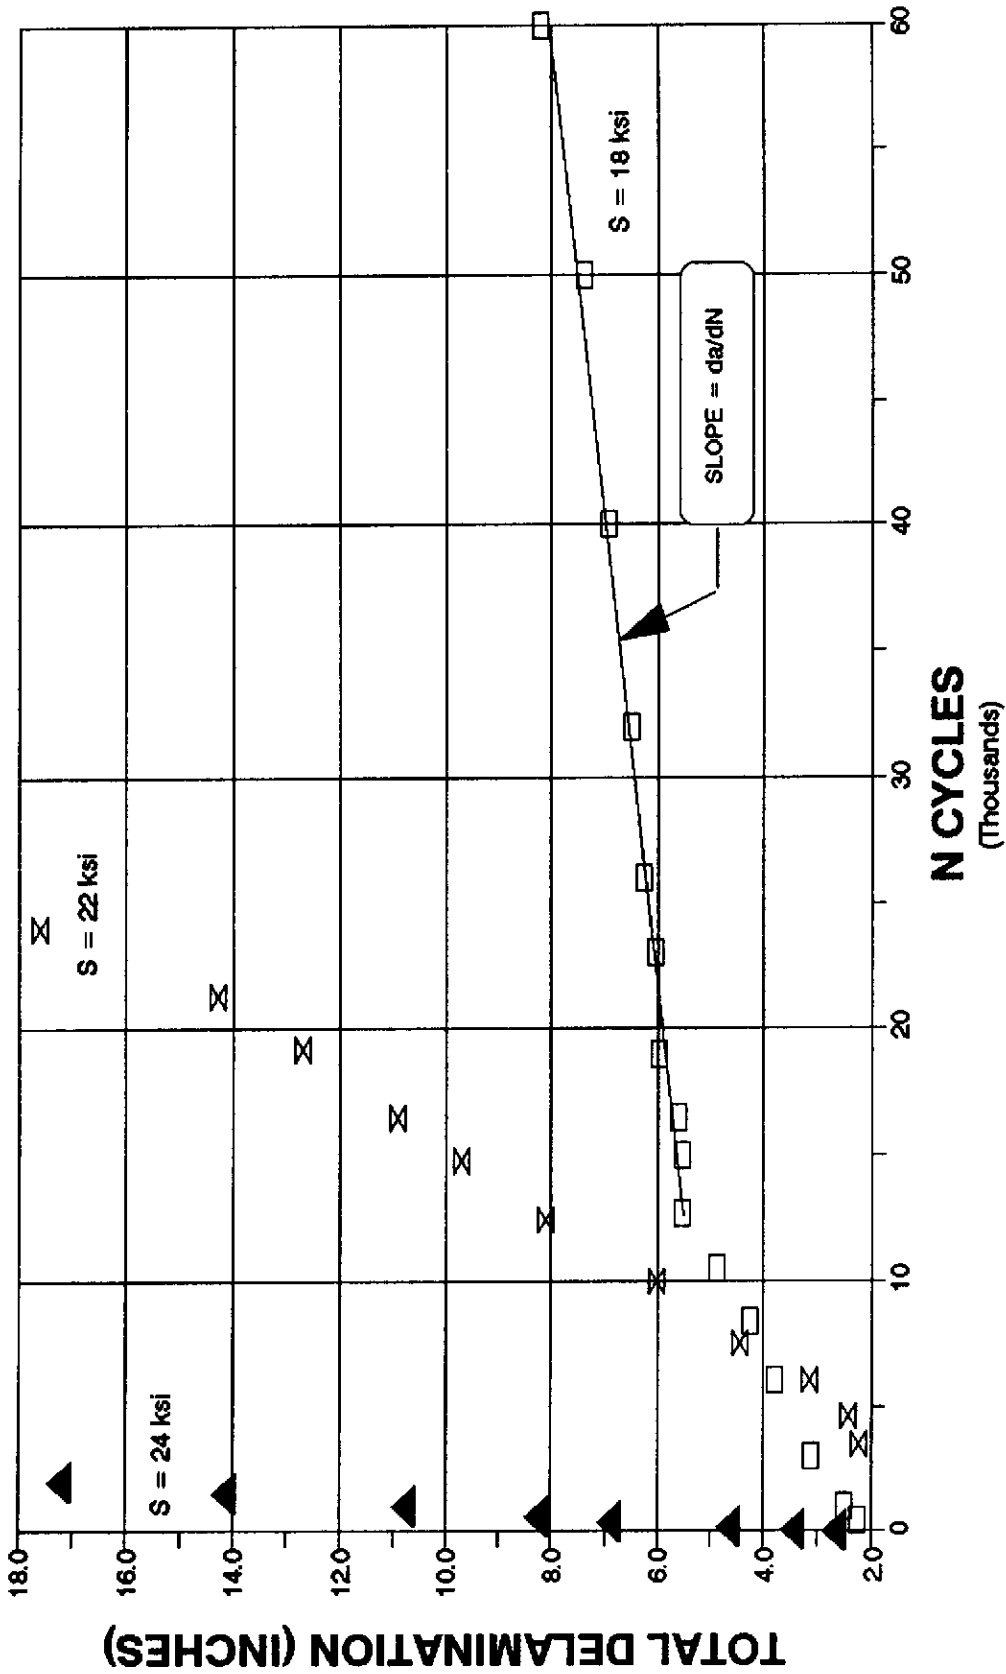 TOTAL DELAMINATION (INCHES)
18.0
16.0
14.0
12.0
10.0
8.0
6.0
4.0
2.0
S = 24 ksi
S = 22 ksi
S = 18 ksi
SLOPE = da/dN
0
10
20
30
40
50
60
N CYCLES
(Thousands)